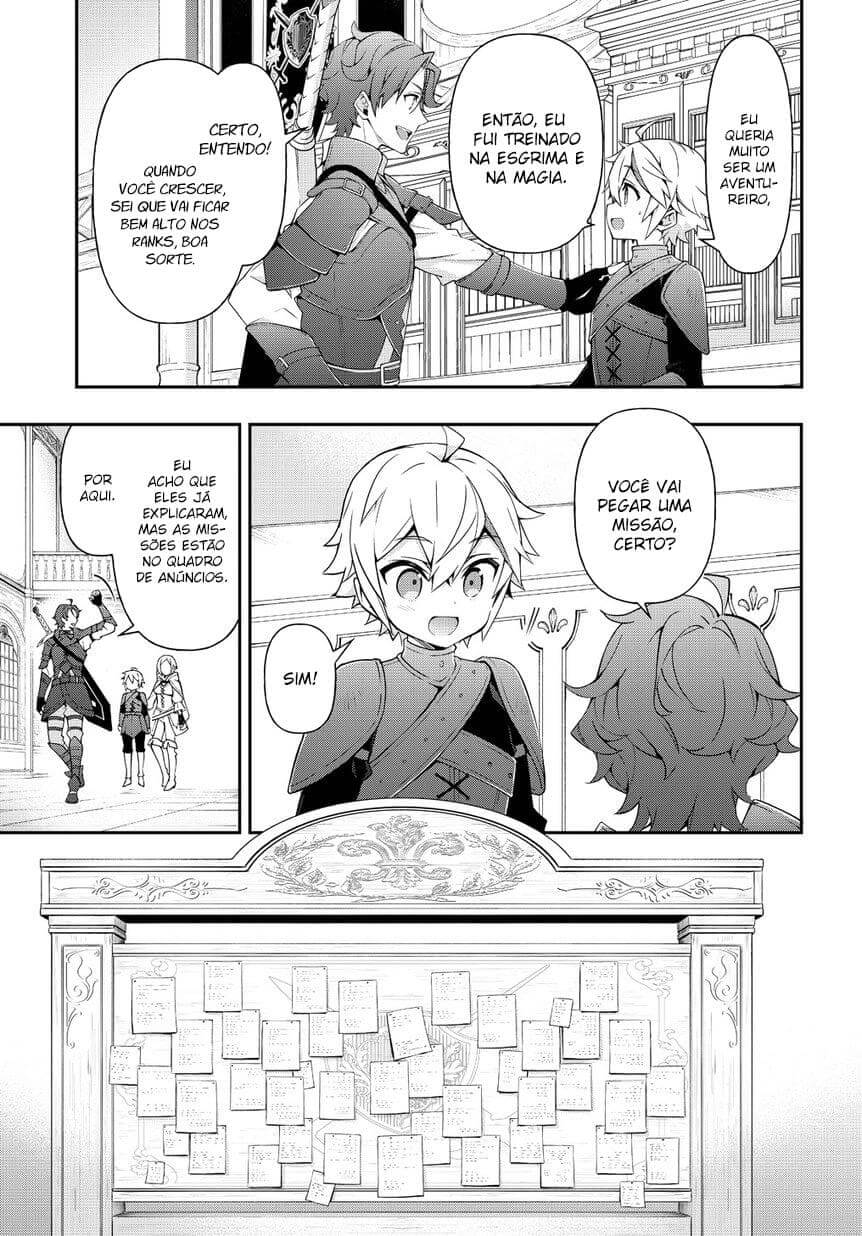 EU
QUERIA
MUITO
SER UM
AVENTU-
REIRO,
ENTÃO, EU
FUI TREINADO
NA ESGRIMA E
NA MAGIA.
CERTO,
ENTENDO!
QUANDO
VOCÊ CRESCER,
SEI QUE VAI FICAR
BEM ALTO NOS
RANKS, BOA
SORTE.
VOCÊ VAI
PEGAR UMA
MISSÃO,
CERTO?
SIM!
EU
ACHO QUE
ELES JÁ
EXPLICARAM,
MAS AS MIS-
SÕES ESTÃO
NO QUADRO
DE ANÚNCIOS.
POR
AQUI.